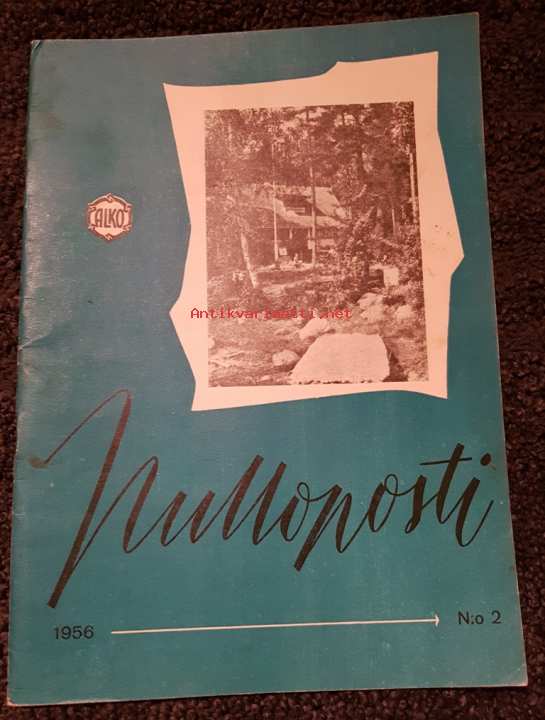 ALKO
Antikvariaatti.net
Pulloposti
1956
N:o 2